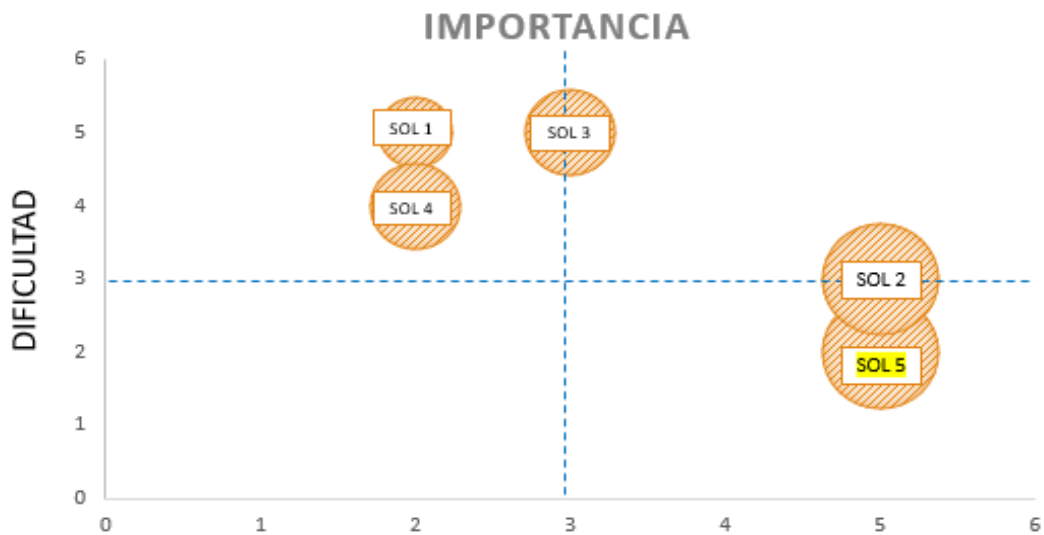 IMPORTANCIA
DIFICULTAD
6
5
4
3
2
1
0
SOL 1
SOL 3
SOL 4
SOL 2
SOL 5
0 1 2 3 4 5 6